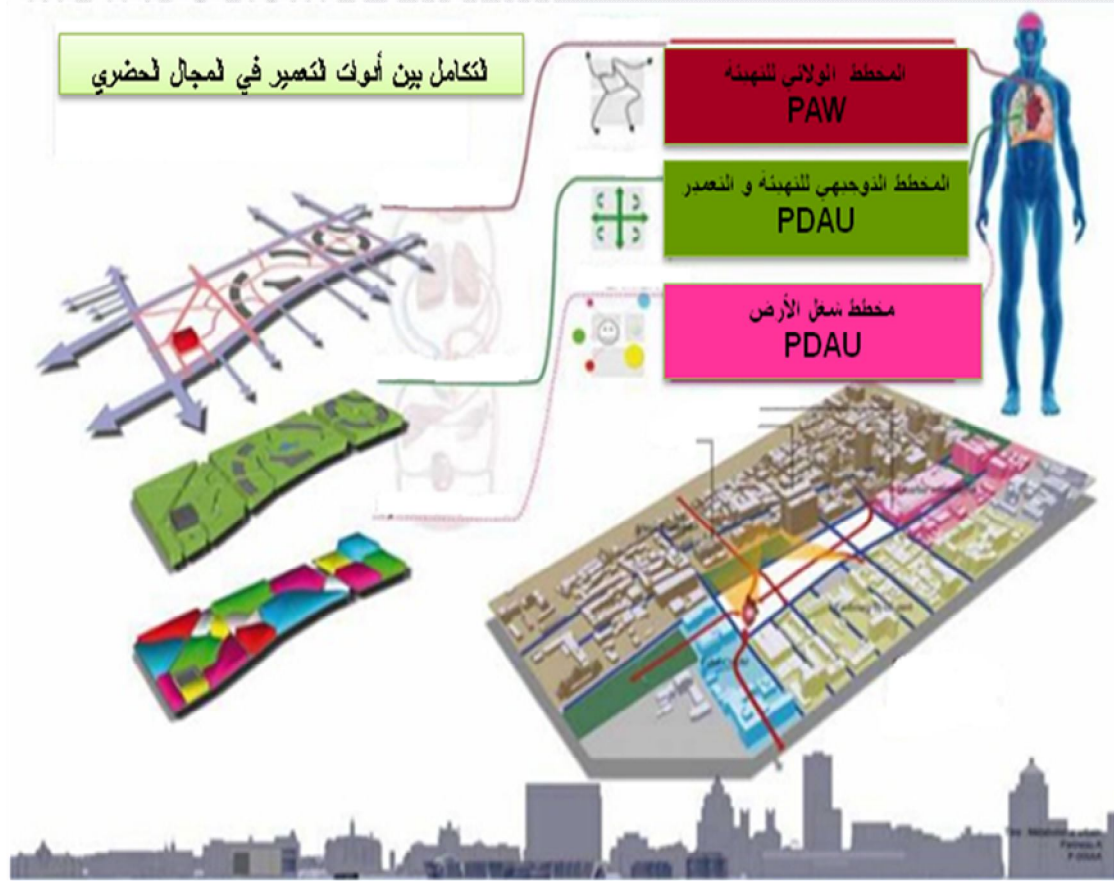 التكامل بين أدوات التعمير في المجال الحضري
المخطط الولائي للتهيئة
PAW
المخطط التوجيهي للتهيئة و التعمير
PDAU
مخطط شغل الأرض
PDAU